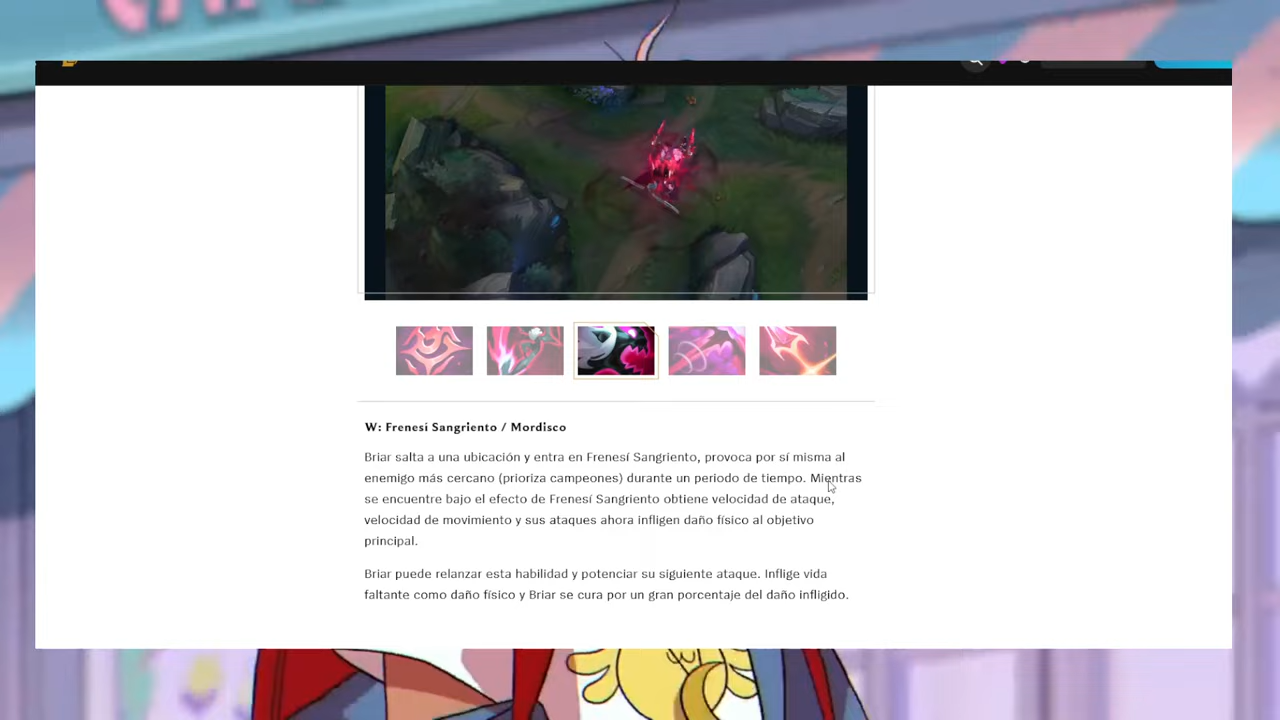 W: Frenesí Sangriento / Mordisco
Briar salta a una ubicación y entra en Frenesí Sangriento, provoca por sí misma al
enemigo más cercano (prioriza campeones) durante un periodo de tiempo. Mientras
se encuentre bajo el efecto de Frenesí Sangriento obtiene velocidad de ataque,
velocidad de movimiento y sus ataques ahora infligen daño físico al objetivo
principal.
Briar puede relanzar esta habilidad y potenciar su siguiente ataque. Inflige vida
faltante como daño físico y Briar se cura por un gran porcentaje del daño infligido.